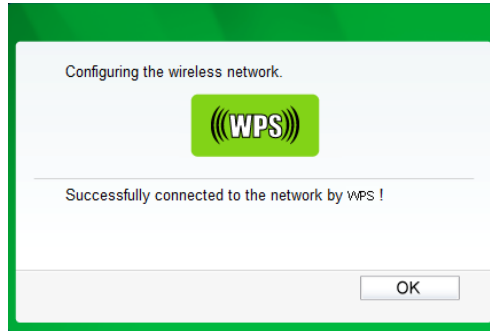 Configuring the wireless network.
WPS
Successfully connected to the network by WPS !
OK